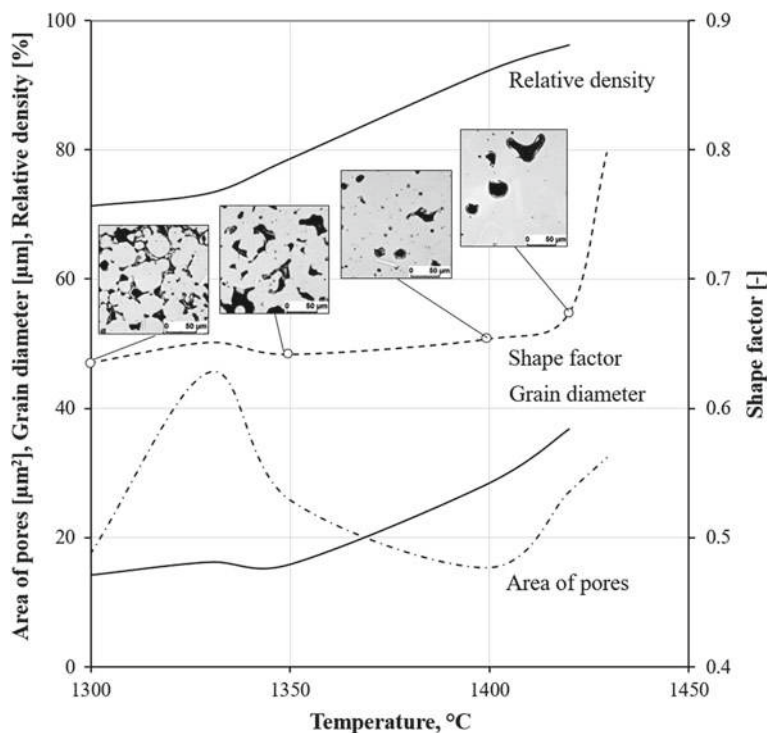 100
80
60
40
20
0
Area of pores [µm²], Grain diameter [µm], Relative density [%]
0.9
0.8
0.7
0.6
0.5
0.4
Shape factor [-]
1300
1350
1400
1450
Temperature, °C
Relative density
Shape factor
Grain diameter
Area of pores
0 50 µm
0 50 µm
0 50 µm
0 50 µm